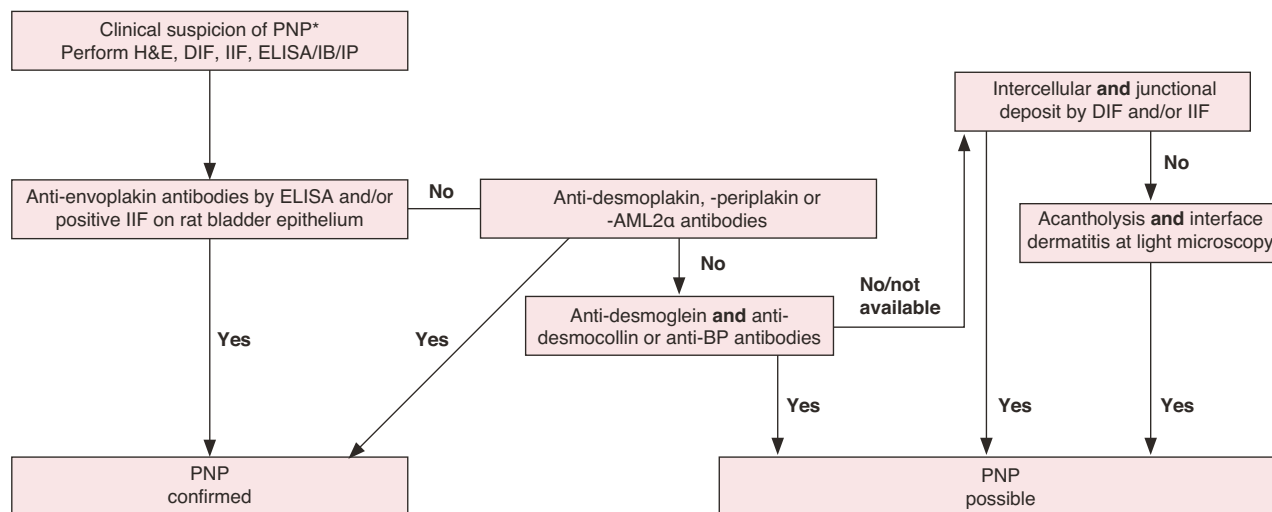 Clinical suspicion of PNP*
Perform H&E, DIF, IIF, ELISA/IB/IP
Intercellular and junctional
deposit by DIF and/or IIF
No
Anti-envoplakin antibodies by ELISA and/or
positive IIF on rat bladder epithelium
No
Anti-desmoplakin, -periplakin or
-AML2α antibodies
Acantholysis and interface
dermatitis at light microscopy
No
No/not
available
Anti-desmoglein and anti-
desmocollin or anti-BP antibodies
Yes
Yes
Yes
Yes
Yes
PNP
confirmed
PNP
possible